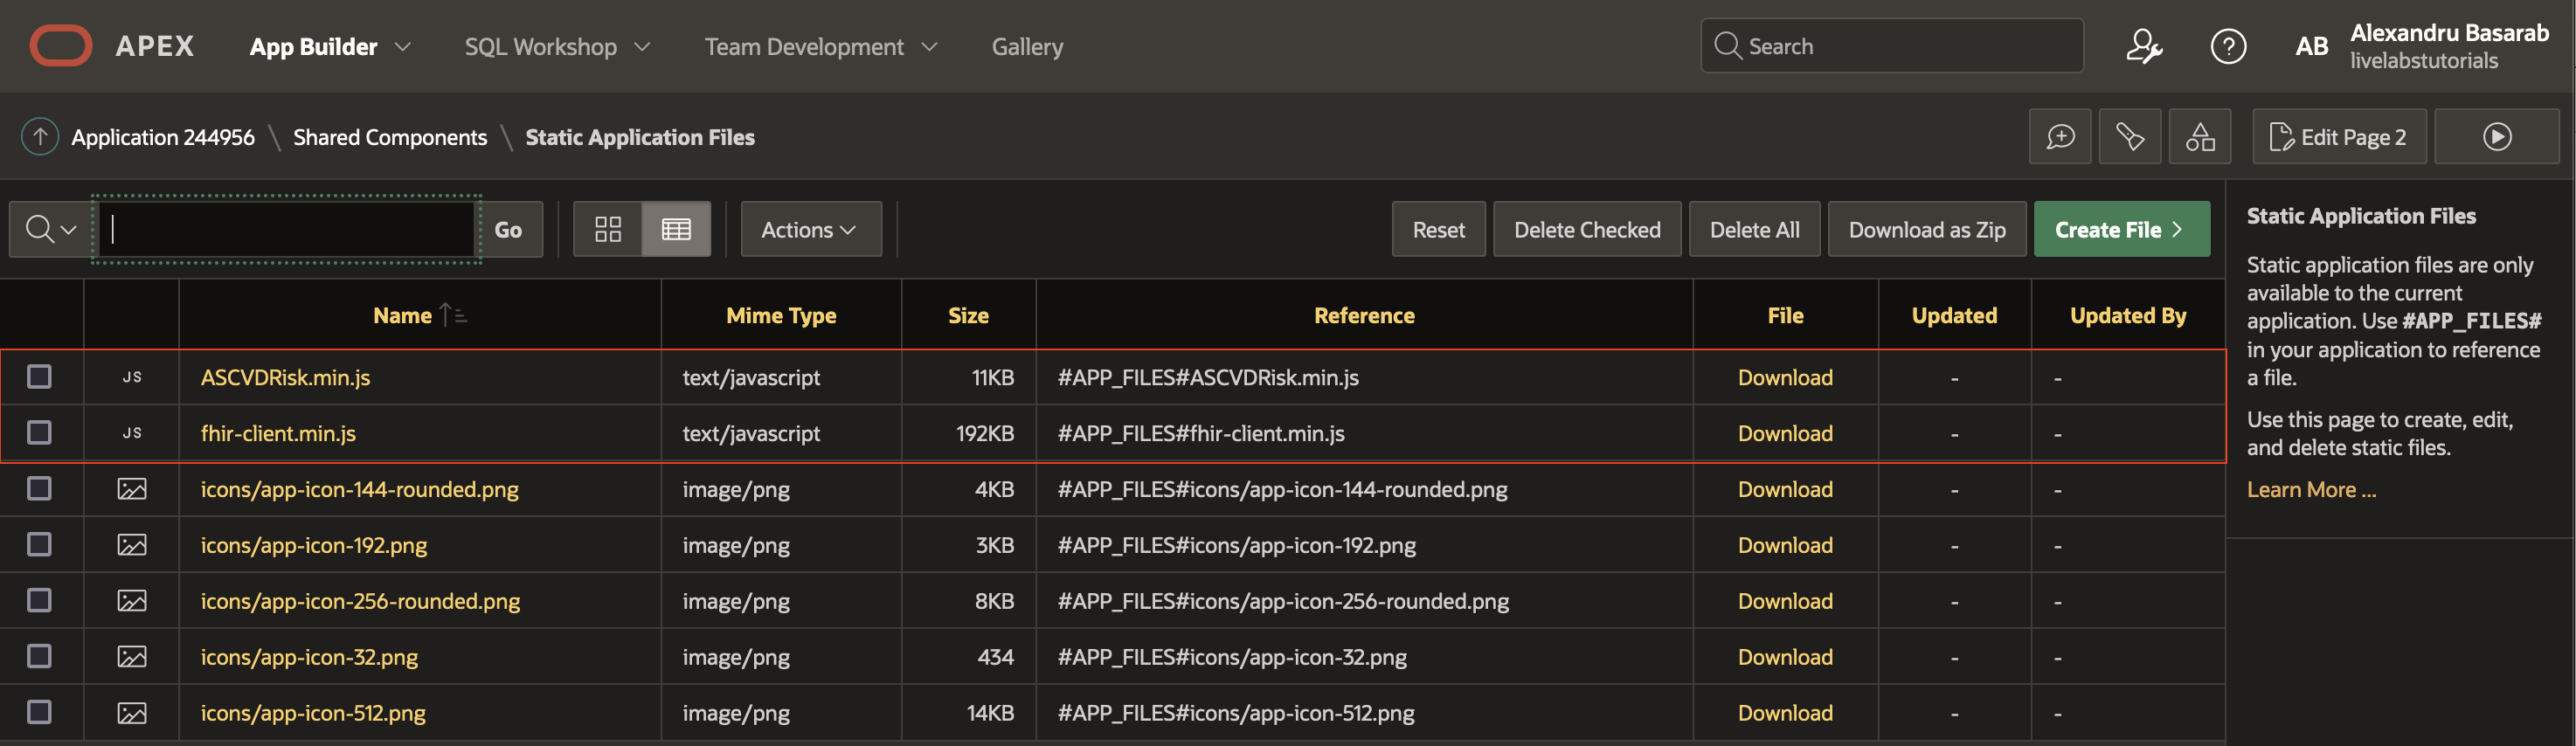 APEX App Builder SQL Workshop Team Development Gallery Search ? AB Alexandru Basarab
livelabstutorials
Application 244956 \ Shared Components \ Static Application Files Edit Page 2
Go Actions Reset Delete Checked Delete All Download as Zip Create File >
Name Mime Type Size Reference File Updated Updated By
JS ASCVDRisk.min.js text/javascript 11KB #APP_FILES#ASCVDRisk.min.js Download - -
JS fhir-client.min.js text/javascript 192KB #APP_FILES#fhir-client.min.js Download - -
icons/app-icon-144-rounded.png image/png 4KB #APP_FILES#icons/app-icon-144-rounded.png Download - -
icons/app-icon-192.png image/png 3KB #APP_FILES#icons/app-icon-192.png Download - -
icons/app-icon-256-rounded.png image/png 8KB #APP_FILES#icons/app-icon-256-rounded.png Download - -
icons/app-icon-32.png image/png 434 #APP_FILES#icons/app-icon-32.png Download - -
icons/app-icon-512.png image/png 14KB #APP_FILES#icons/app-icon-512.png Download - -
Static Application Files
Static application files are only
available to the current
application. Use #APP_FILES#
in your application to reference
a file.
Use this page to create, edit,
and delete static files.
Learn More ...